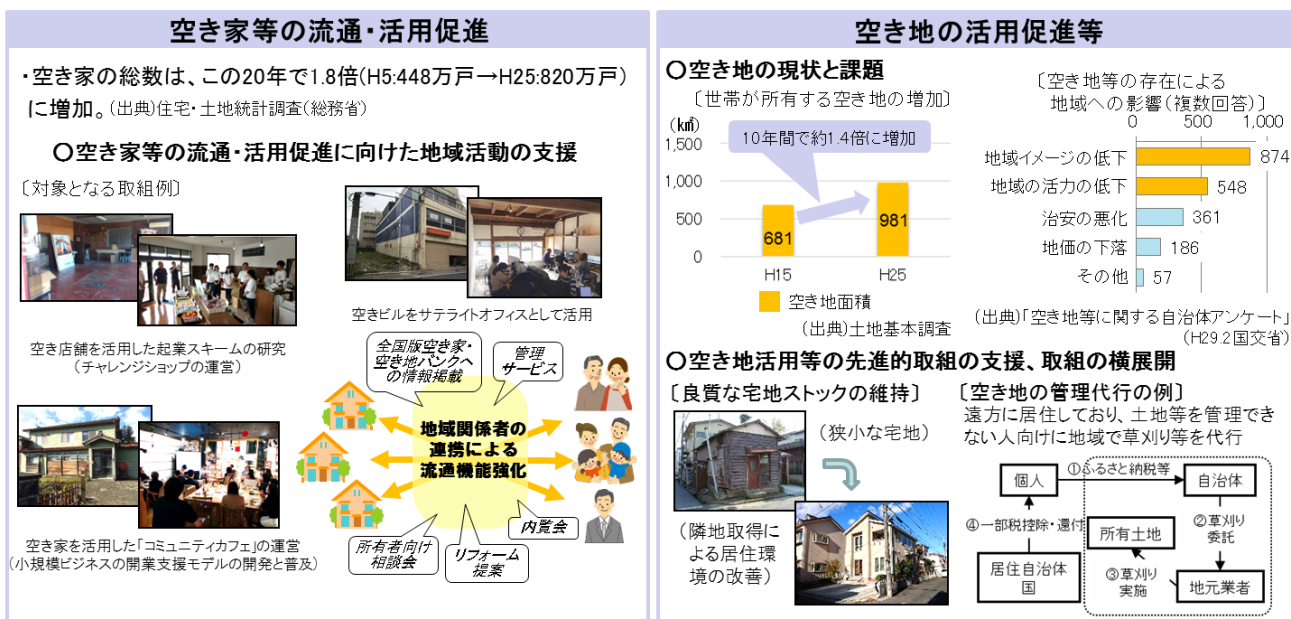 空き家等の流通・活用促進
・空き家の総数は、この20年で1.8倍(H5:448万戸→H25:820万戸)
に増加。(出典)住宅・土地統計調査(総務省)
〇空き家等の流通・活用促進に向けた地域活動の支援
〔対象となる取組例〕
空き店舗を活用した起業スキームの研究
(チャレンジショップの運営)
空きビルをサテライトオフィスとして活用
空き家を活用した「コミュニティカフェ」の運営
(小規模ビジネスの開業支援モデルの開発と普及)
全国版空き家・
空き地バンクへ
の情報掲載
管理
サービス
地域関係者の
連携による
流通機能強化
所有者向け
相談会
リフォーム
提案
内覧会
空き地の活用促進等
〇空き地の現状と課題
〔世帯が所有する空き地の増加〕
(㎢)
10年間で約1.4倍に増加
1,500
1,000
500
0
681
981
H15
H25
空き地面積
(出典)土地基本調査
〔空き地等の存在による
地域への影響(複数回答)〕
0
500
1,000
地域イメージの低下
874
地域の活力の低下
548
治安の悪化
361
地価の下落
186
その他
57
(出典)「空き地等に関する自治体アンケート」
(H29.2国交省)
〇空き地活用等の先進的取組の支援、取組の横展開
〔良質な宅地ストックの維持〕
(狭小な宅地)
(隣地取得に
よる居住環
境の改善)
〔空き地の管理代行の例〕
遠方に居住しており、土地等を管理でき
ない人向けに地域で草刈り等を代行
個人
①ふるさと納税等
自治体
④一部税控除・還付
所有土地
②草刈り
委託
居住自治体
国
③草刈り
実施
地元業者